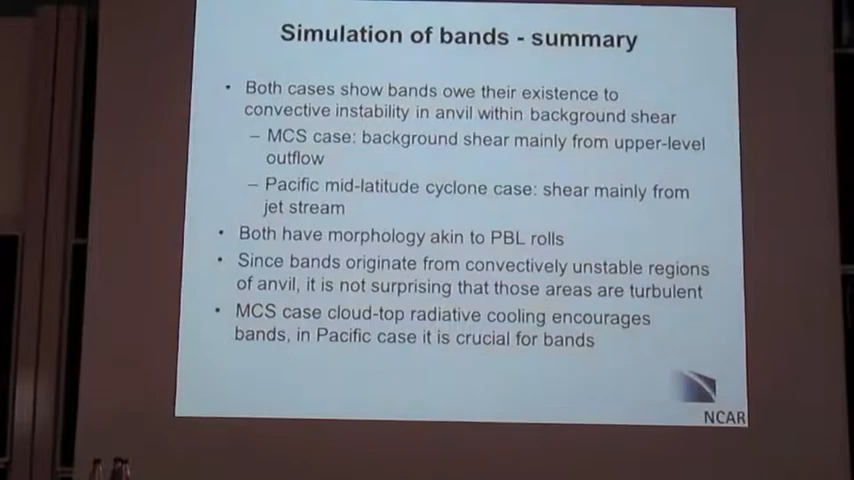 Simulation of bands - summary
• Both cases show bands owe their existence to
convective instability in anvil within background shear
– MCS case: background shear mainly from upper-level
outflow
– Pacific mid-latitude cyclone case: shear mainly from
jet stream
• Both have morphology akin to PBL rolls
• Since bands originate from convectively unstable regions
of anvil, it is not surprising that those areas are turbulent
• MCS case cloud-top radiative cooling encourages
bands, in Pacific case it is crucial for bands
NCAR